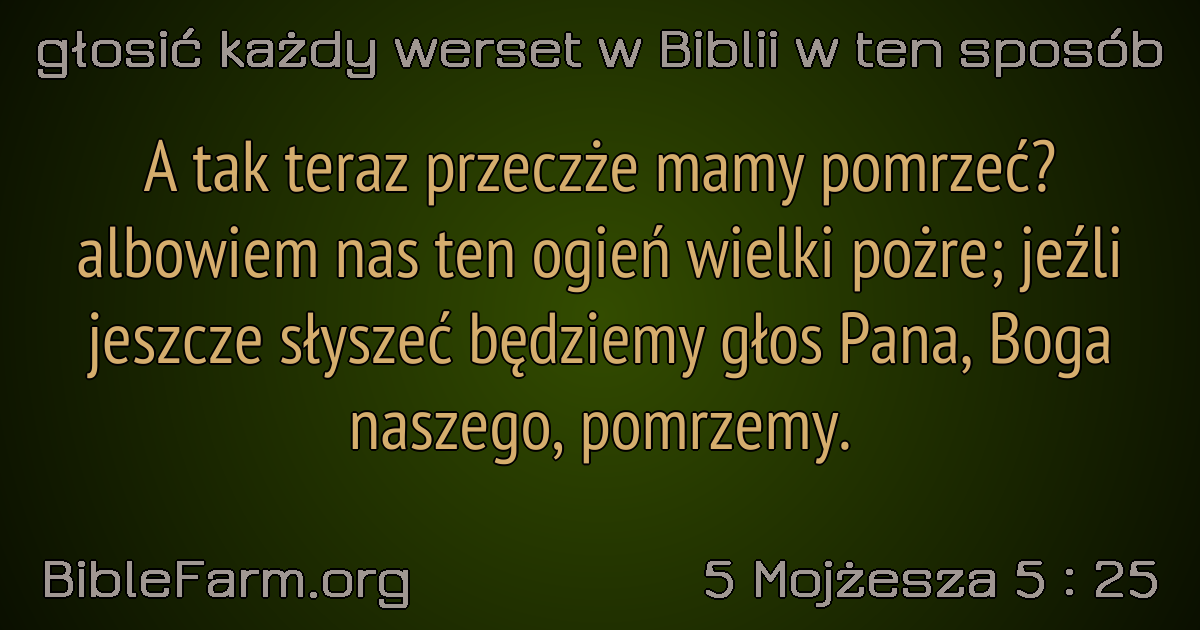 głosić każdy werset w Biblii w ten sposób
A tak teraz przeczże mamy pomrzeć?
albowiem nas ten ogień wielki pożre; jeźli
jeszcze słyszeć będziemy głos Pana, Boga
naszego, pomrzemy.
BibleFarm.org
5 Mojżesza 5 : 25